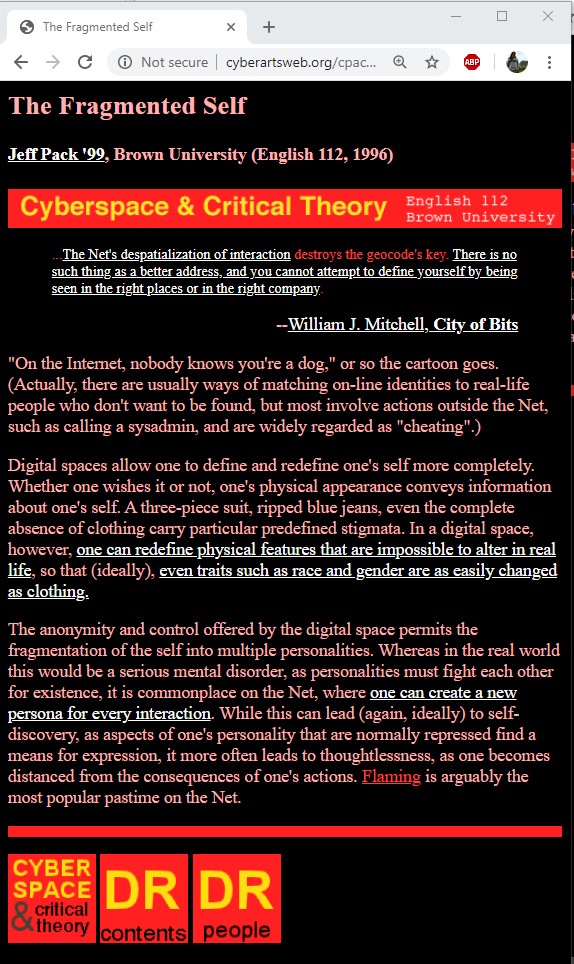 The Fragmented Self
Not secure | cyberartsweb.org/cpac...
ABP
The Fragmented Self
Jeff Pack '99, Brown University (English 112, 1996)
Cyberspace & Critical Theory
English 112
Brown University
...The Net's despatialization of interaction destroys the geocode's key. There is no
such thing as a better address, and you cannot attempt to define yourself by being
seen in the right places or in the right company.
--William J. Mitchell, City of Bits
"On the Internet, nobody knows you're a dog," or so the cartoon goes.
(Actually, there are usually ways of matching on-line identities to real-life
people who don't want to be found, but most involve actions outside the Net,
such as calling a sysadmin, and are widely regarded as "cheating".)
Digital spaces allow one to define and redefine one's self more completely.
Whether one wishes it or not, one's physical appearance conveys information
about one's self. A three-piece suit, ripped blue jeans, even the complete
absence of clothing carry particular predefined stigmata. In a digital space,
however, one can redefine physical features that are impossible to alter in real
life, so that (ideally), even traits such as race and gender are as easily changed
as clothing.
The anonymity and control offered by the digital space permits the
fragmentation of the self into multiple personalities. Whereas in the real world
this would be a serious mental disorder, as personalities must fight each other
for existence, it is commonplace on the Net, where one can create a new
persona for every interaction. While this can lead (again, ideally) to self-
discovery, as aspects of one's personality that are normally repressed find a
means for expression, it more often leads to thoughtlessness, as one becomes
distanced from the consequences of one's actions. Flaming is arguably the
most popular pastime on the Net.
CYBER
SPACE
& critical
theory
DR
contents
DR
people